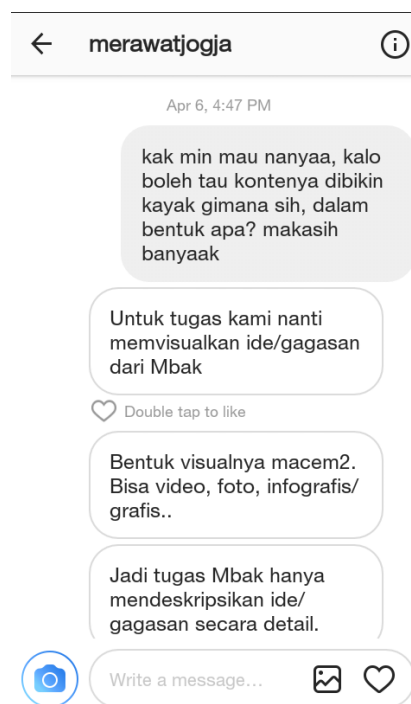 merawatjogja
Apr 6, 4:47 PM
kak min mau nanyaa, kalo
boleh tau kontenya dibikin
kayak gimana sih, dalam
bentuk apa? makasih
banyaak
Untuk tugas kami nanti
memvisualkan ide/gagasan
dari Mbak
Double tap to like
Bentuk visualnya macem2.
Bisa video, foto, infografis/
grafis..
Jadi tugas Mbak hanya
mendeskripsikan ide/
gagasan secara detail.
Write a message...